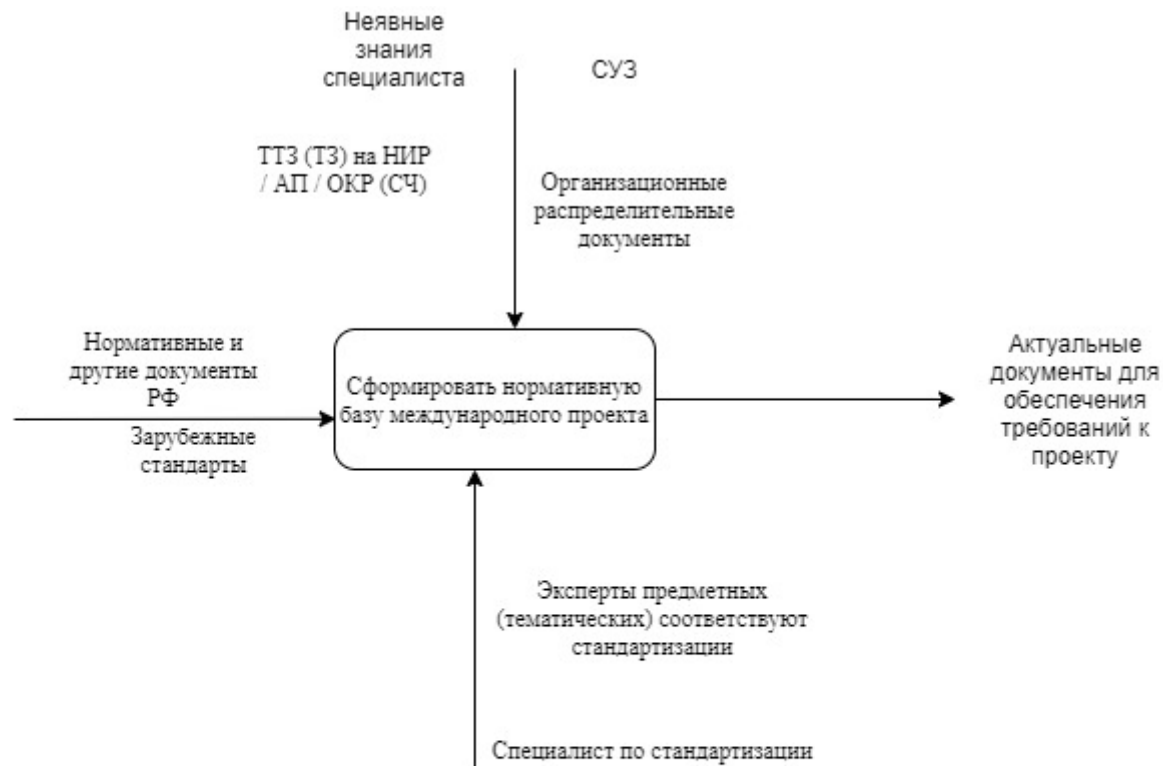 Неявные
знания
специалиста
СУЗ
ТТЗ (ТЗ) на НИР
/ АП / ОКР (СЧ)
Организационные
распределительные
документы
Нормативные и
другие документы
РФ
Зарубежные
стандарты
Сформировать нормативную
базу международного проекта
Актуальные
документы для
обеспечения
требований к
проекту
Эксперты предметных
(тематических) соответствуют
стандартизации
Специалист по стандартизации